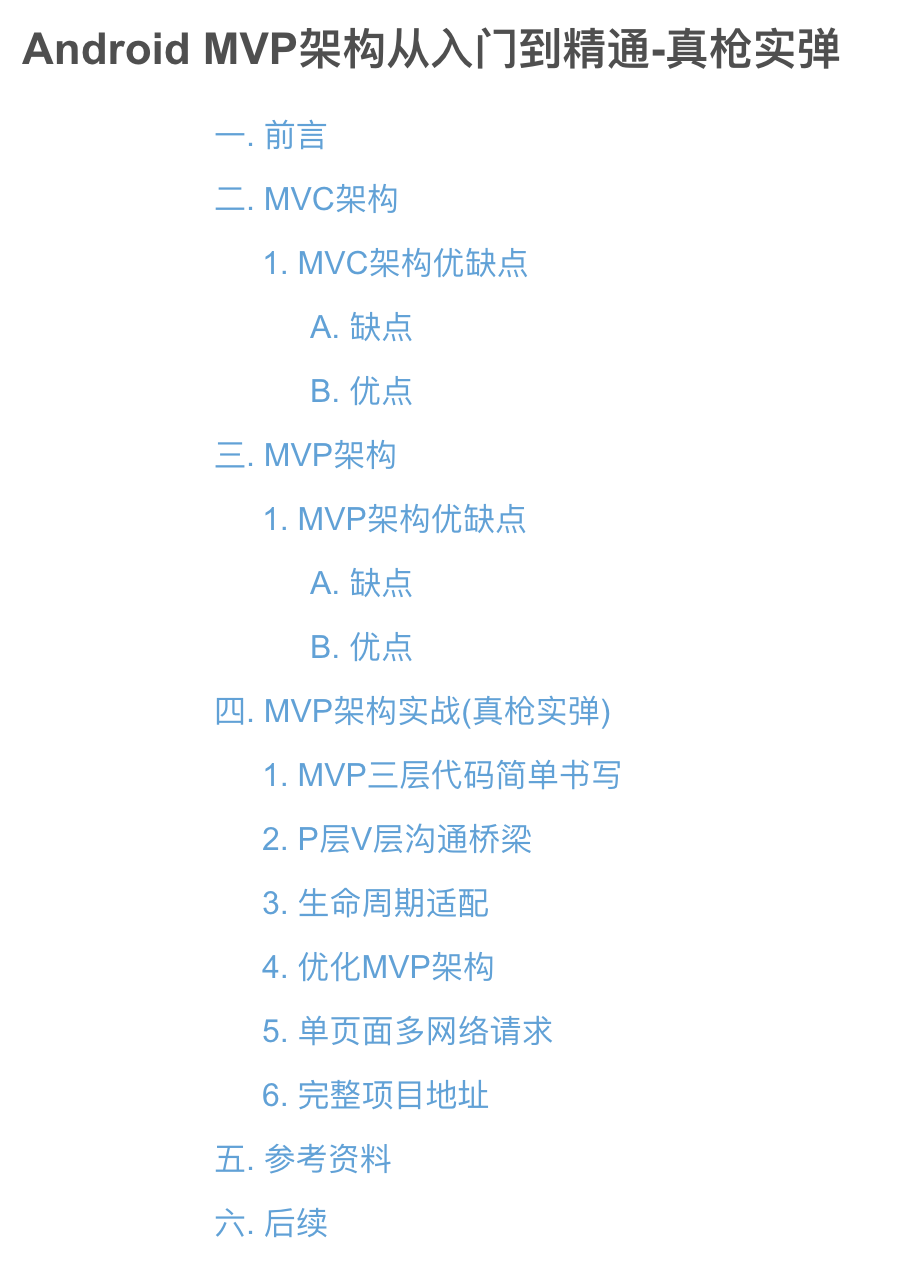 Android MVP架构从入门到精通-真枪实弹
一. 前言
二. MVC架构
1. MVC架构优缺点
A. 缺点
B. 优点
三. MVP架构
1. MVP架构优缺点
A. 缺点
B. 优点
四. MVP架构实战(真枪实弹)
1. MVP三层代码简单书写
2. P层V层沟通桥梁
3. 生命周期适配
4. 优化MVP架构
5. 单页面多网络请求
6. 完整项目地址
五. 参考资料
六. 后续